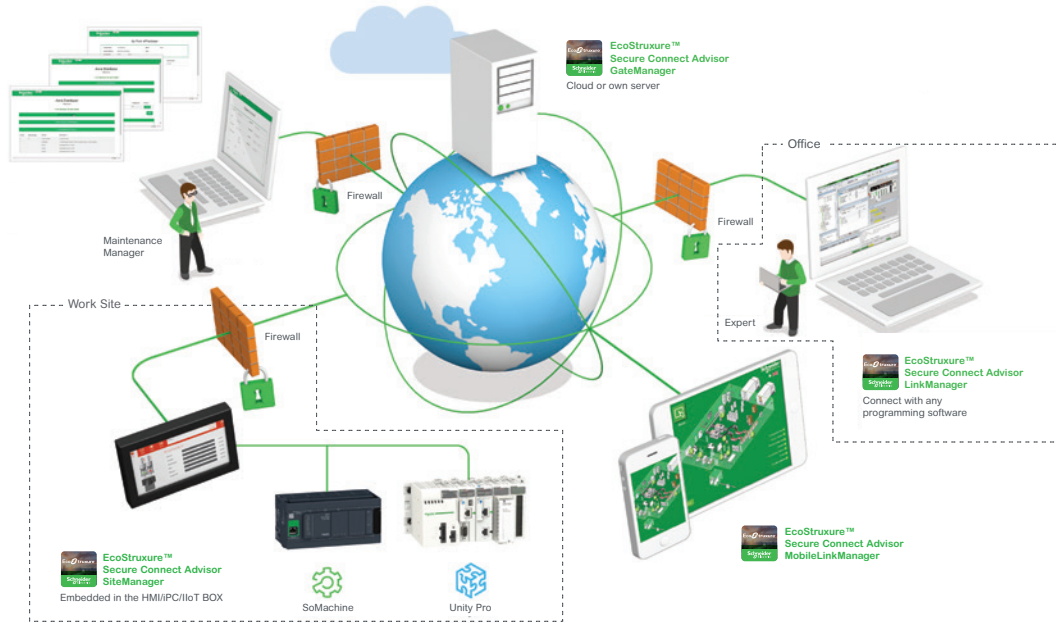 EcoStruxure™
Secure Connect Advisor
GateManager
Cloud or own server
Firewall
Maintenance
Manager
Office
Firewall
Expert
EcoStruxure™
Secure Connect Advisor
LinkManager
Connect with any
programming software
Work Site
Firewall
EcoStruxure™
Secure Connect Advisor
SiteManager
Embedded in the HMI/iPC/IIoT BOX
SoMachine
Unity Pro
EcoStruxure™
Secure Connect Advisor
MobileLinkManager